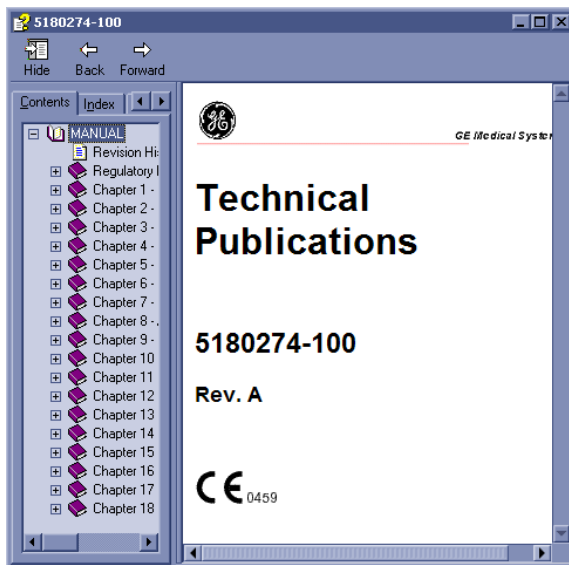 5180274-100
Hide Back Forward
Contents Index
MANUAL
Revision Hi
Regulatory I
Chapter 1 -
Chapter 2 -
Chapter 3 -
Chapter 4 -
Chapter 5 -
Chapter 6 -
Chapter 7 -
Chapter 8 -
Chapter 9 -
Chapter 10
Chapter 11
Chapter 12
Chapter 13
Chapter 14
Chapter 15
Chapter 16
Chapter 17
Chapter 18
GE Medical System
Technical
Publications
5180274-100
Rev. A
CE 0459